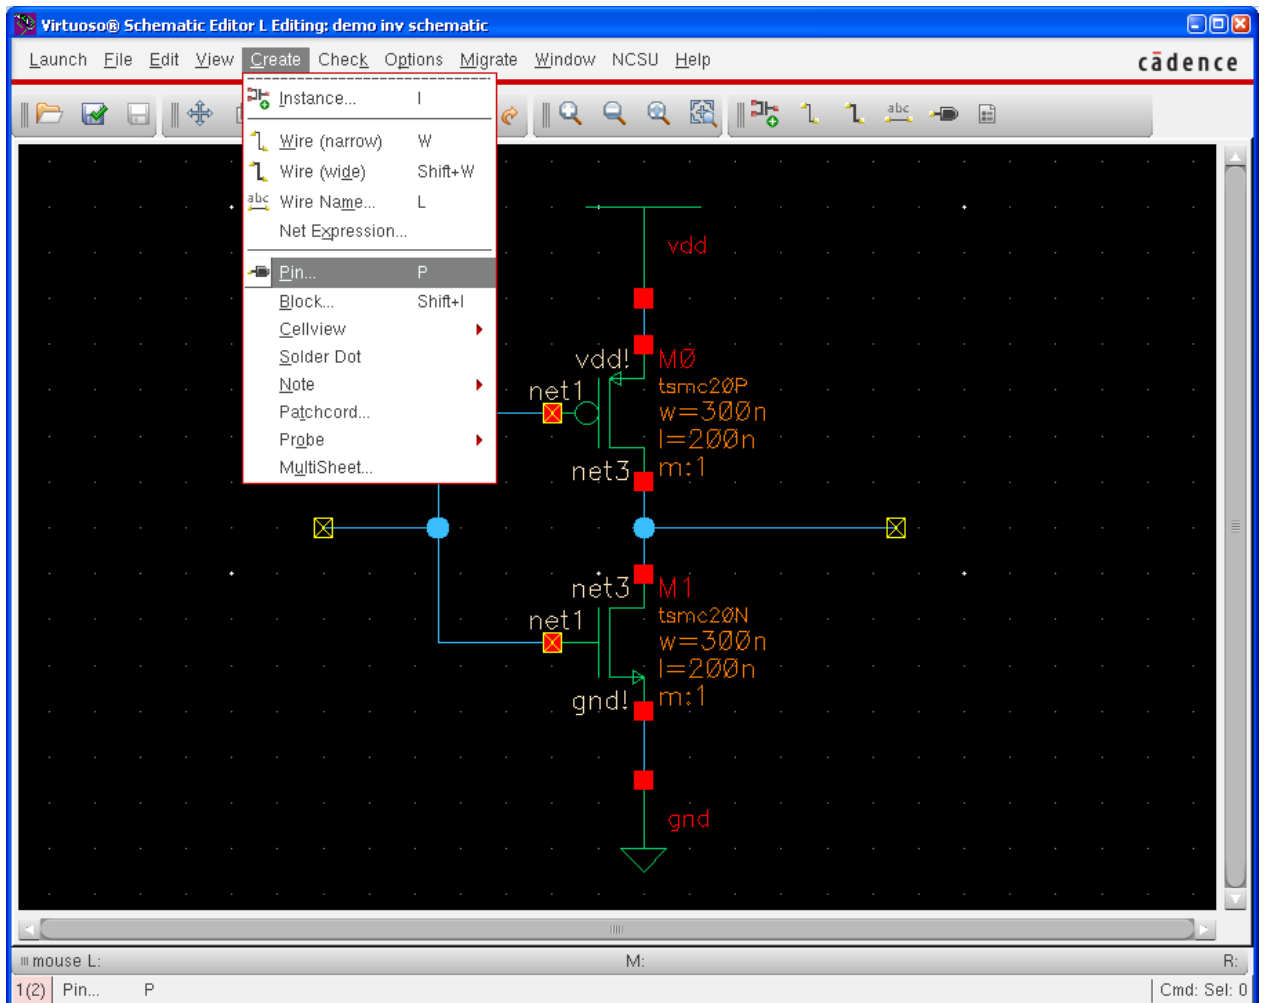 Virtuoso® Schematic Editor L Editing: demo inv schematic
Launch File Edit View Create Check Options Migrate Window NCSU Help
cādence
Instance... I
Wire (narrow) W
Wire (wide) Shift+W
abc Wire Name... L
Net Expression...
Pin... P
Block... Shift+I
Cellview
Solder Dot
Note
Patchcord...
Probe
MultiSheet...
abc
vdd
vdd! M0
net1 tsmc20P
w=300n
l=200n
net3 m:1
net3 M1
net1 tsmc20N
w=300n
l=200n
gnd! m:1
gnd
mouse L: M: R:
1(2) Pin... P Cmd: Sel: 0